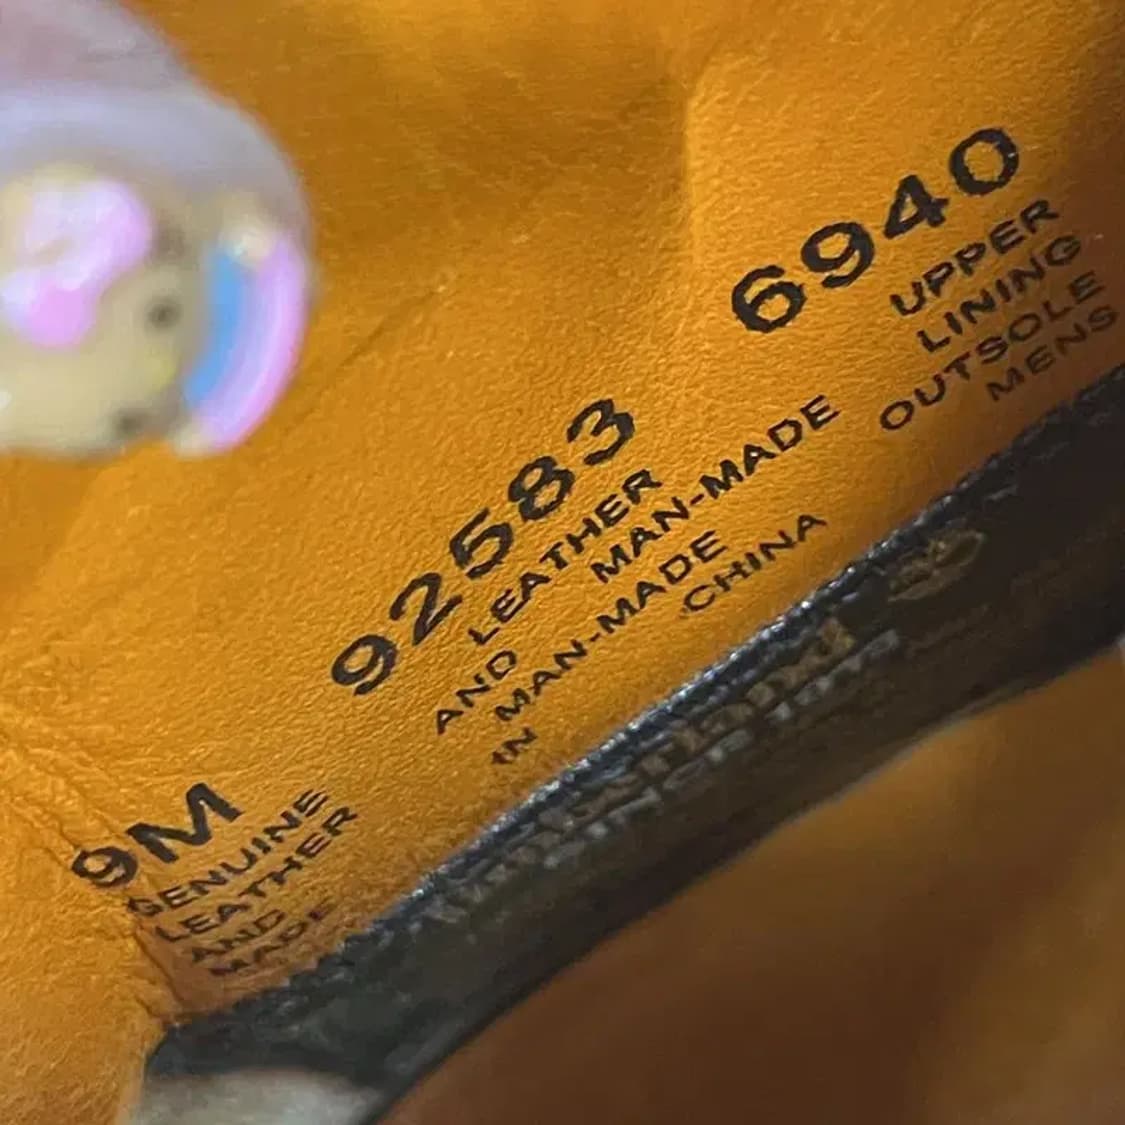 9M 92583 6940
GENUINE LEATHER UPPER
LEATHER AND MAN-MADE LINING
AND MAN-MADE OUTSOLE
MADE IN CHINA MENS